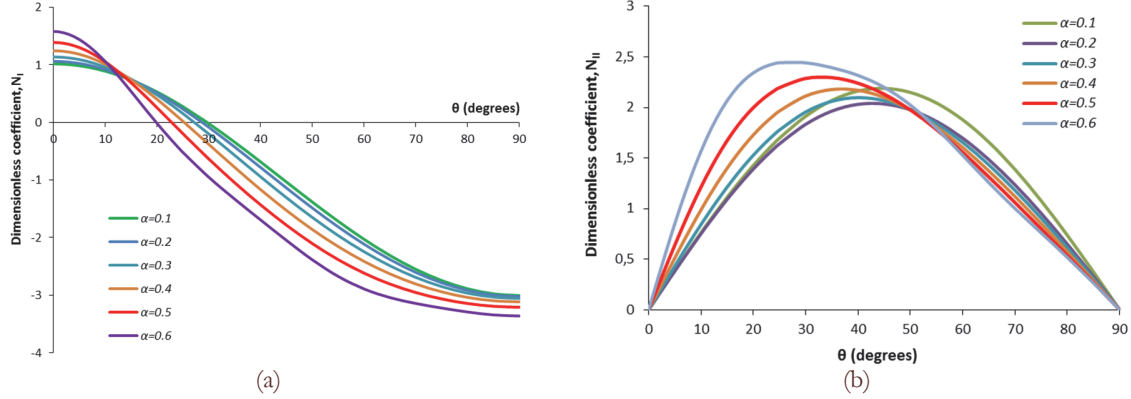 2
1
0
-1
-2
-3
-4
Dimensionless coefficient, N_I
θ (degrees)
10 20 30 40 50 60 70 80 90
α=0.1
α=0.2
α=0.3
α=0.4
α=0.5
α=0.6
(a)
3
2,5
2
1,5
1
0,5
0
Dimensionless coefficient, N_II
0 10 20 30 40 50 60 70 80 90
θ (degrees)
α=0.1
α=0.2
α=0.3
α=0.4
α=0.5
α=0.6
(b)